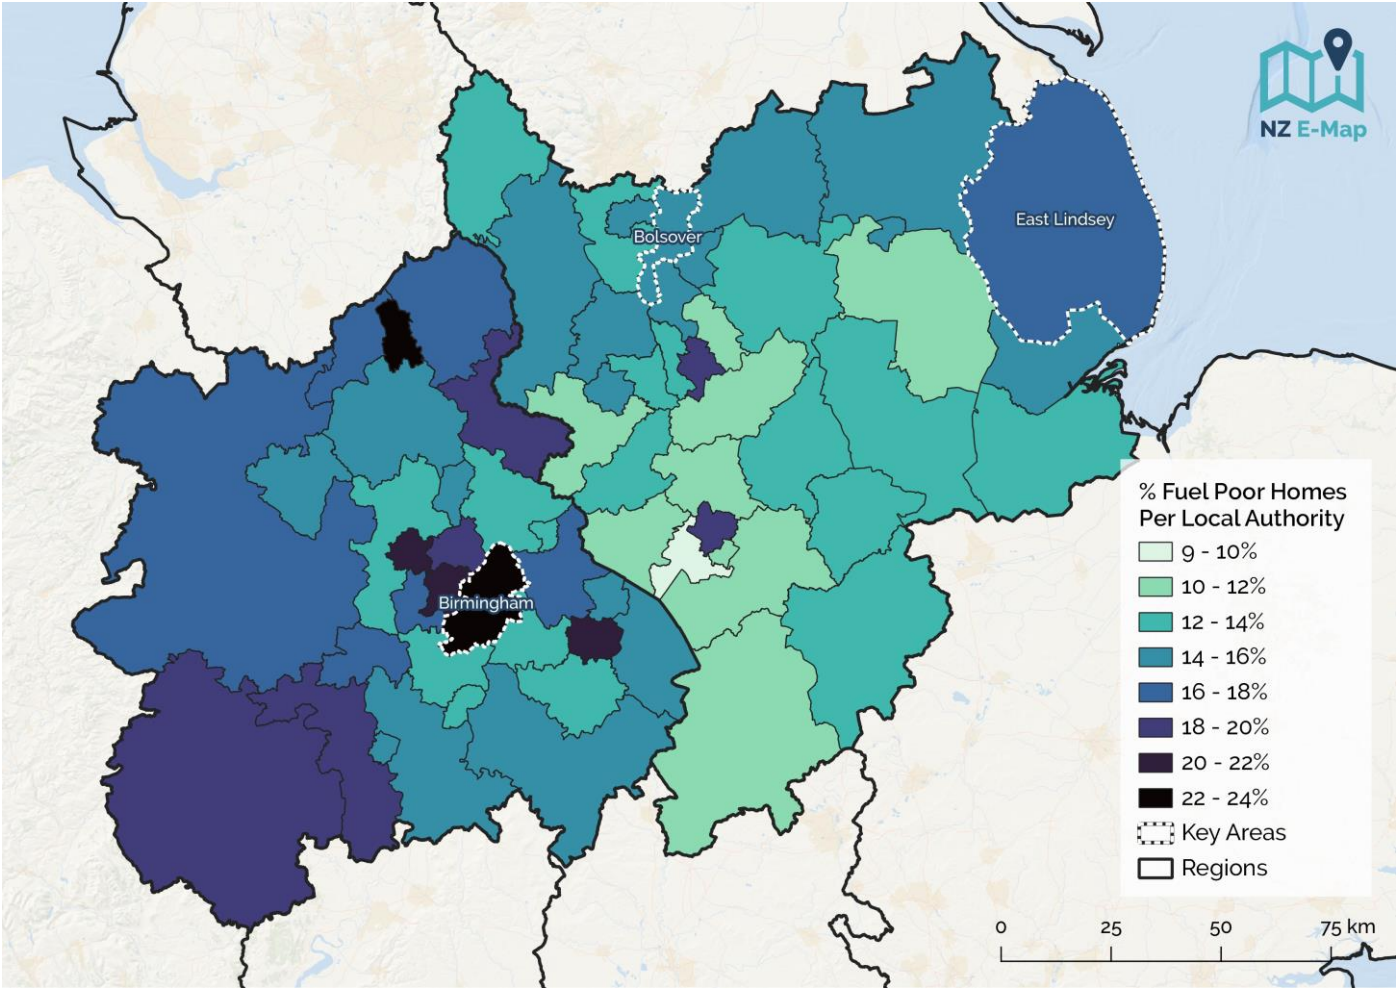 NZ E-Map
East Lindsey
Bolsover
Birmingham
% Fuel Poor Homes
Per Local Authority
9 - 10%
10 - 12%
12 - 14%
14 - 16%
16 - 18%
18 - 20%
20 - 22%
22 - 24%
Key Areas
Regions
0 25 50 75 km